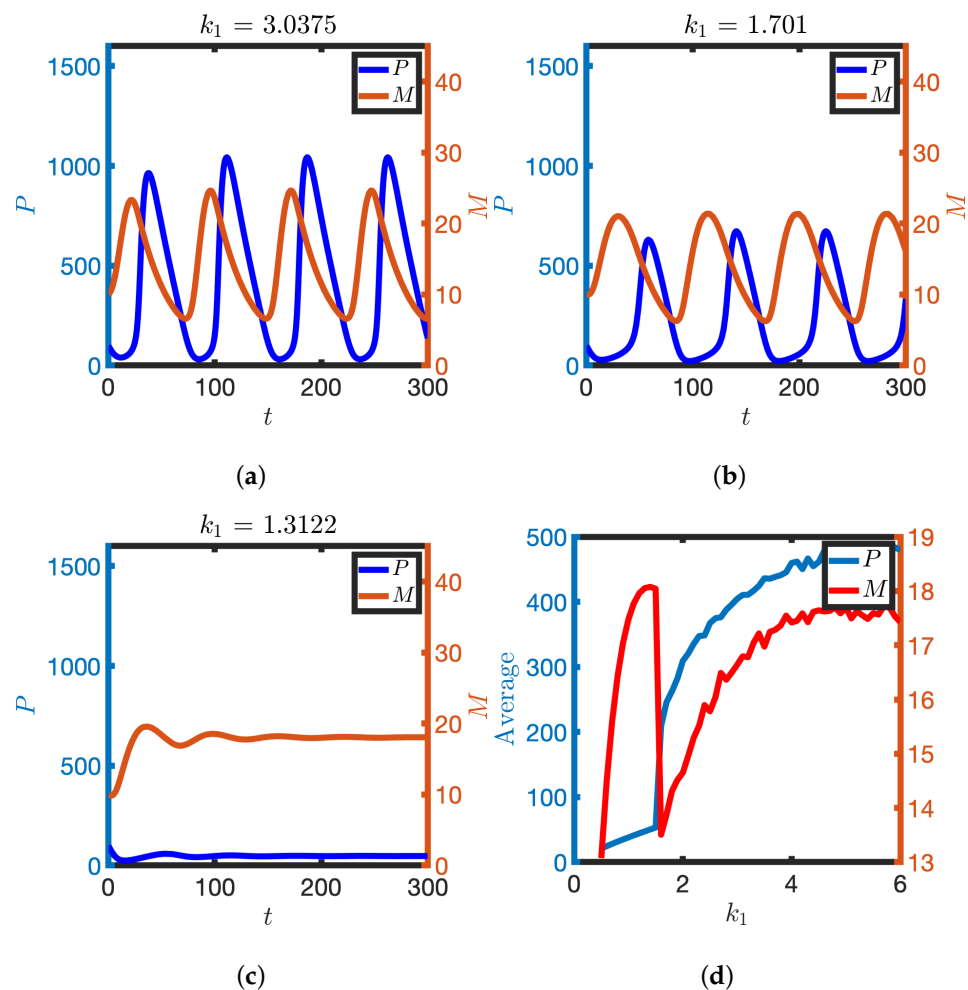 k₁ = 3.0375
P
M
1500
1000
500
0
40
30
20
10
0
P
M
0 100 200 300
t
(a)
k₁ = 1.701
P
M
1500
1000
500
0
40
30
20
10
0
P
M
0 100 200 300
t
(b)
k₁ = 1.3122
P
M
1500
1000
500
0
40
30
20
10
0
P
M
0 100 200 300
t
(c)
P
M
500
400
300
200
100
0
19
18
17
16
15
14
13
Average
0 2 4 6
k₁
(d)